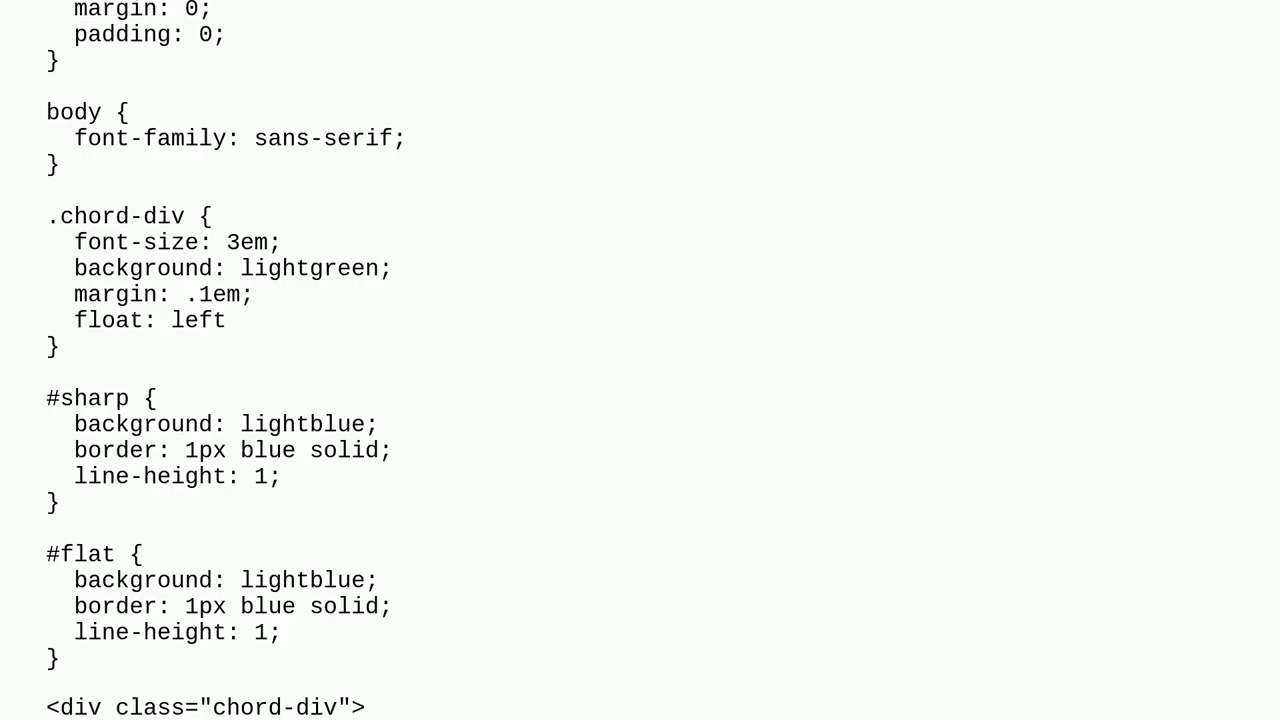 margin: 0;
padding: 0;
}
body {
font-family: sans-serif;
}
.chord-div {
font-size: 3em;
background: lightgreen;
margin: .1em;
float: left
}
#sharp {
background: lightblue;
border: 1px blue solid;
line-height: 1;
}
#flat {
background: lightblue;
border: 1px blue solid;
line-height: 1;
}
<div class="chord-div">